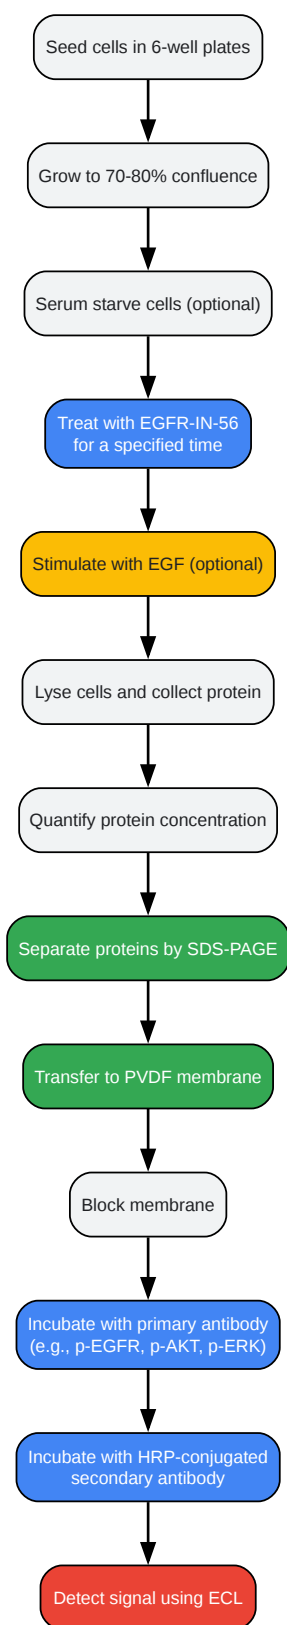 Seed cells in 6-well plates
Grow to 70-80% confluence
Serum starve cells (optional)
Treat with EGFR-IN-56
for a specified time
Stimulate with EGF (optional)
Lyse cells and collect protein
Quantify protein concentration
Separate proteins by SDS-PAGE
Transfer to PVDF membrane
Block membrane
Incubate with primary antibody
(e.g., p-EGFR, p-AKT, p-ERK)
Incubate with HRP-conjugated
secondary antibody
Detect signal using ECL